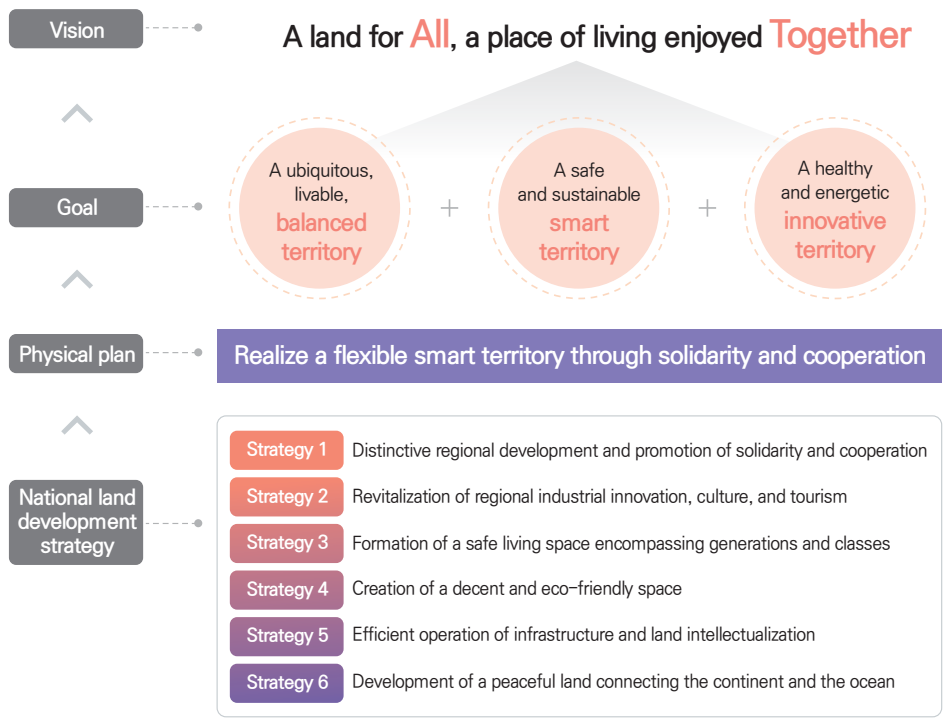 Vision
A land for All, a place of living enjoyed Together
Goal
A ubiquitous,
livable,
balanced
territory
+
A safe
and sustainable
smart
territory
+
A healthy
and energetic
innovative
territory
Physical plan
Realize a flexible smart territory through solidarity and cooperation
National land
development
strategy
Strategy 1 Distinctive regional development and promotion of solidarity and cooperation
Strategy 2 Revitalization of regional industrial innovation, culture, and tourism
Strategy 3 Formation of a safe living space encompassing generations and classes
Strategy 4 Creation of a decent and eco-friendly space
Strategy 5 Efficient operation of infrastructure and land intellectualization
Strategy 6 Development of a peaceful land connecting the continent and the ocean